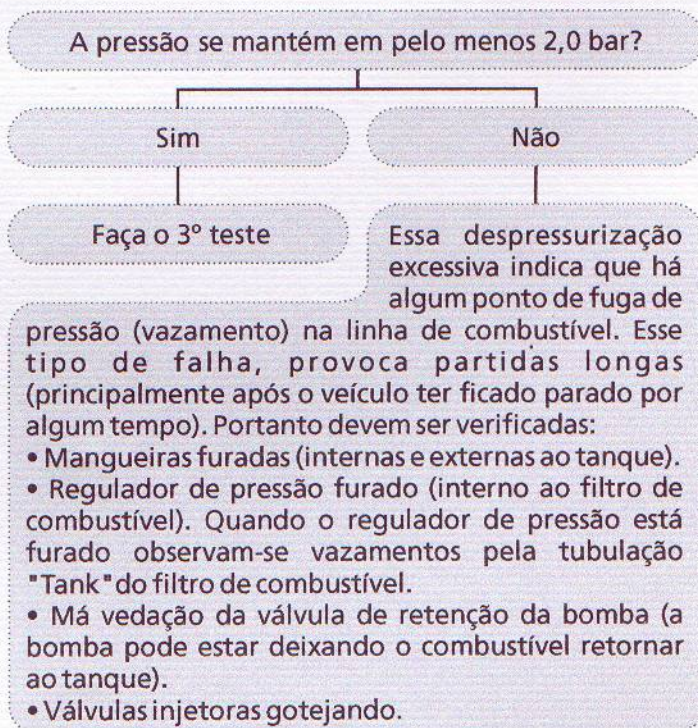 A pressão se mantém em pelo menos 2,0 bar?
Sim
Não
Faça o 3º teste
Essa despressurização
excessiva indica que há
algum ponto de fuga de
pressão (vazamento) na linha de combustível. Esse
tipo de falha, provoca partidas longas
(principalmente após o veículo ter ficado parado por
algum tempo). Portanto devem ser verificadas:
• Mangueiras furadas (internas e externas ao tanque).
• Regulador de pressão furado (interno ao filtro de
combustível). Quando o regulador de pressão está
furado observam-se vazamentos pela tubulação
"Tank" do filtro de combustível.
• Má vedação da válvula de retenção da bomba (a
bomba pode estar deixando o combustível retornar
ao tanque).
• Válvulas injetoras gotejando.